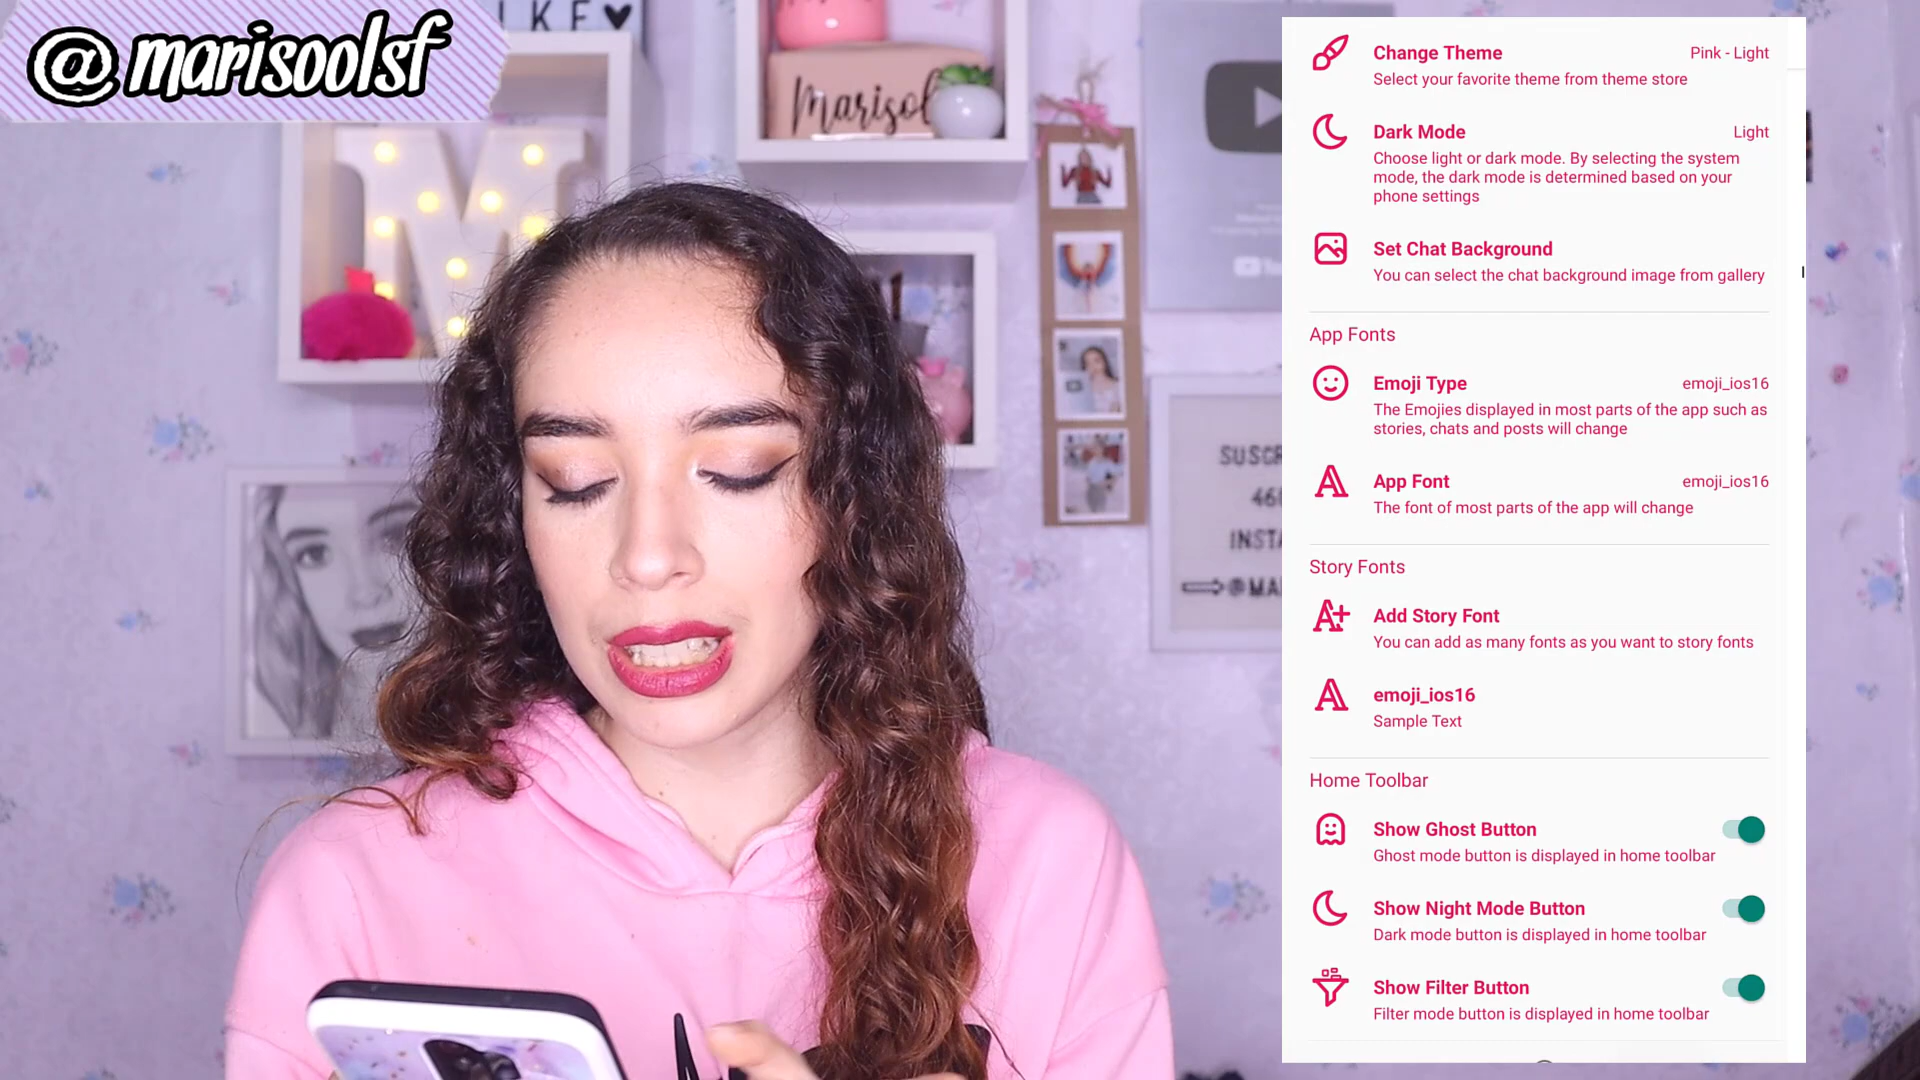 @marisoolsf
IKE♥
Marisol
SUSCR
INSTA
Change Theme
Pink - Light
Select your favorite theme from theme store
Dark Mode
Light
Choose light or dark mode. By selecting the system
mode, the dark mode is determined based on your
phone settings
Set Chat Background
You can select the chat background image from gallery
App Fonts
Emoji Type
emoji_ios16
The Emojies displayed in most parts of the app such as
stories, chats and posts will change
App Font
emoji_ios16
The font of most parts of the app will change
Story Fonts
Add Story Font
You can add as many fonts as you want to story fonts
emoji_ios16
Sample Text
Home Toolbar
Show Ghost Button
Ghost mode button is displayed in home toolbar
Show Night Mode Button
Dark mode button is displayed in home toolbar
Show Filter Button
Filter mode button is displayed in home toolbar